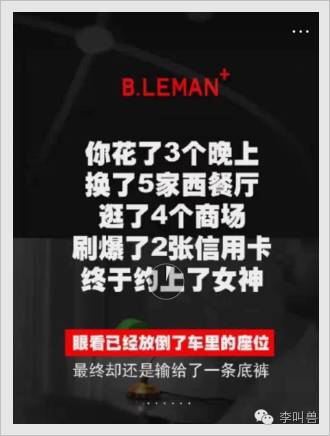 B.LEMAN+
你花了3个晚上
换了5家西餐厅
逛了4个商场
刷爆了2张信用卡
终于约上了女神
眼看已经放倒了车里的座位
最终却还是输给了一条底裤
李叫兽